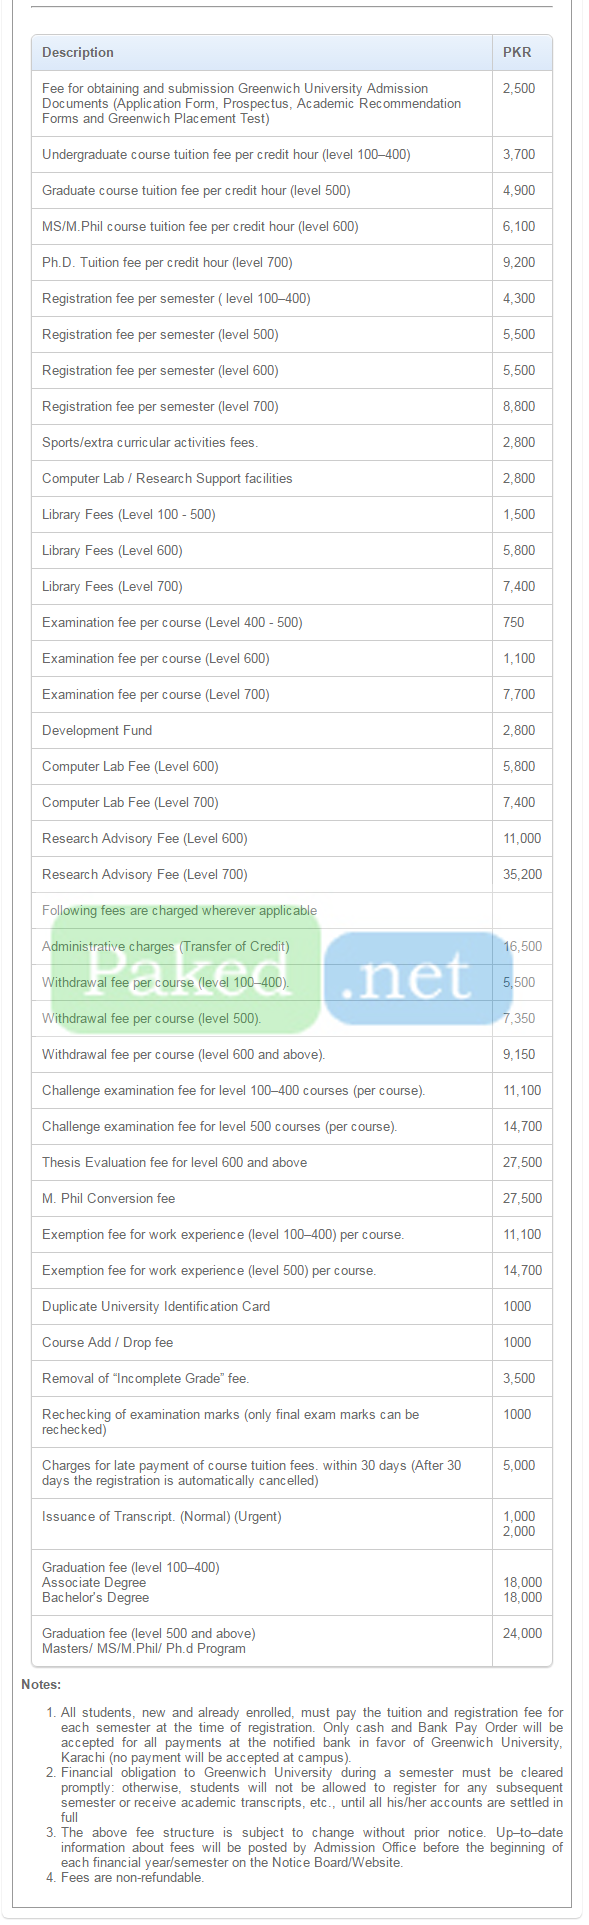 Description PKR
Fee for obtaining and submission Greenwich University Admission 2,500
Documents (Application Form, Prospectus, Academic Recommendation
Forms and Greenwich Placement Test)
Undergraduate course tuition fee per credit hour (level 100–400) 3,700
Graduate course tuition fee per credit hour (level 500) 4,900
MS/M.Phil course tuition fee per credit hour (level 600) 6,100
Ph.D. Tuition fee per credit hour (level 700) 9,200
Registration fee per semester ( level 100–400) 4,300
Registration fee per semester (level 500) 5,500
Registration fee per semester (level 600) 5,500
Registration fee per semester (level 700) 8,800
Sports/extra curricular activities fees. 2,800
Computer Lab / Research Support facilities 2,800
Library Fees (Level 100 - 500) 1,500
Library Fees (Level 600) 5,800
Library Fees (Level 700) 7,400
Examination fee per course (Level 400 - 500) 750
Examination fee per course (Level 600) 1,100
Examination fee per course (Level 700) 7,700
Development Fund 2,800
Computer Lab Fee (Level 600) 5,800
Computer Lab Fee (Level 700) 7,400
Research Advisory Fee (Level 600) 11,000
Research Advisory Fee (Level 700) 35,200
Following fees are charged wherever applicable
Administrative charges (Transfer of Credit) 16,500
Paked .net
Withdrawal fee per course (level 100–400). 5,500
Withdrawal fee per course (level 500). 7,350
Withdrawal fee per course (level 600 and above). 9,150
Challenge examination fee for level 100–400 courses (per course). 11,100
Challenge examination fee for level 500 courses (per course). 14,700
Thesis Evaluation fee for level 600 and above 27,500
M. Phil Conversion fee 27,500
Exemption fee for work experience (level 100–400) per course. 11,100
Exemption fee for work experience (level 500) per course. 14,700
Duplicate University Identification Card 1000
Course Add / Drop fee 1000
Removal of “Incomplete Grade” fee. 3,500
Rechecking of examination marks (only final exam marks can be 1000
rechecked)
Charges for late payment of course tuition fees. within 30 days (After 30 5,000
days the registration is automatically cancelled)
Issuance of Transcript. (Normal) (Urgent) 1,000
2,000
Graduation fee (level 100–400)
Associate Degree 18,000
Bachelor's Degree 18,000
Graduation fee (level 500 and above) 24,000
Masters/ MS/M.Phil/ Ph.d Program
Notes:
1. All students, new and already enrolled, must pay the tuition and registration fee for
each semester at the time of registration. Only cash and Bank Pay Order will be
accepted for all payments at the notified bank in favor of Greenwich University,
Karachi (no payment will be accepted at campus).
2. Financial obligation to Greenwich University during a semester must be cleared
promptly: otherwise, students will not be allowed to register for any subsequent
semester or receive academic transcripts, etc., until all his/her accounts are settled in
full
3. The above fee structure is subject to change without prior notice. Up–to–date
information about fees will be posted by Admission Office before the beginning of
each financial year/semester on the Notice Board/Website.
4. Fees are non-refundable.